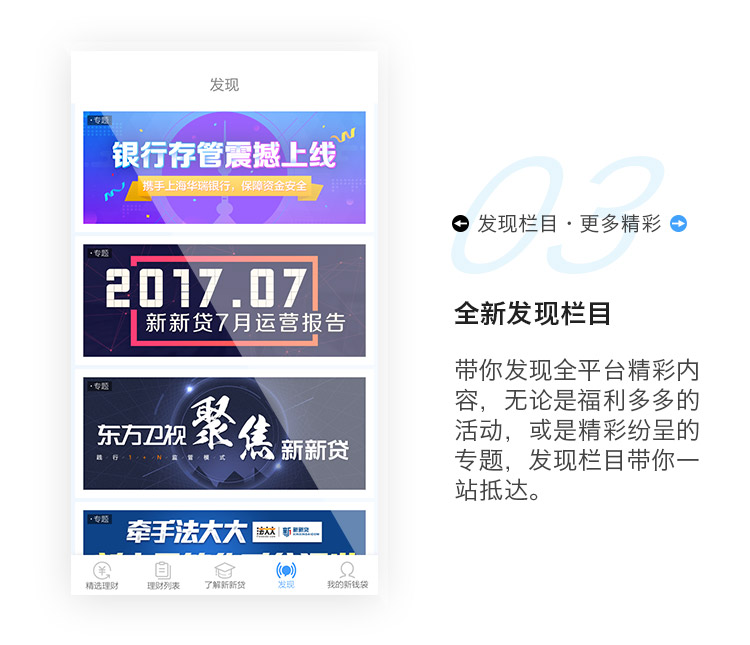 发现
·专题
银行存管震撼上线
携手上海华瑞银行，保障资金安全
·专题
2017.07
新新贷7月运营报告
·专题
东方卫视聚焦新新贷
践行1+N监管模式
·专题
牵手法大大 法大大 新新贷
精选理财
理财列表
了解新新贷
发现
我的新钱袋
03
发现栏目·更多精彩
全新发现栏目
带你发现全平台精彩内
容，无论是福利多多的
活动，或是精彩纷呈的
专题，发现栏目带你一
站抵达。